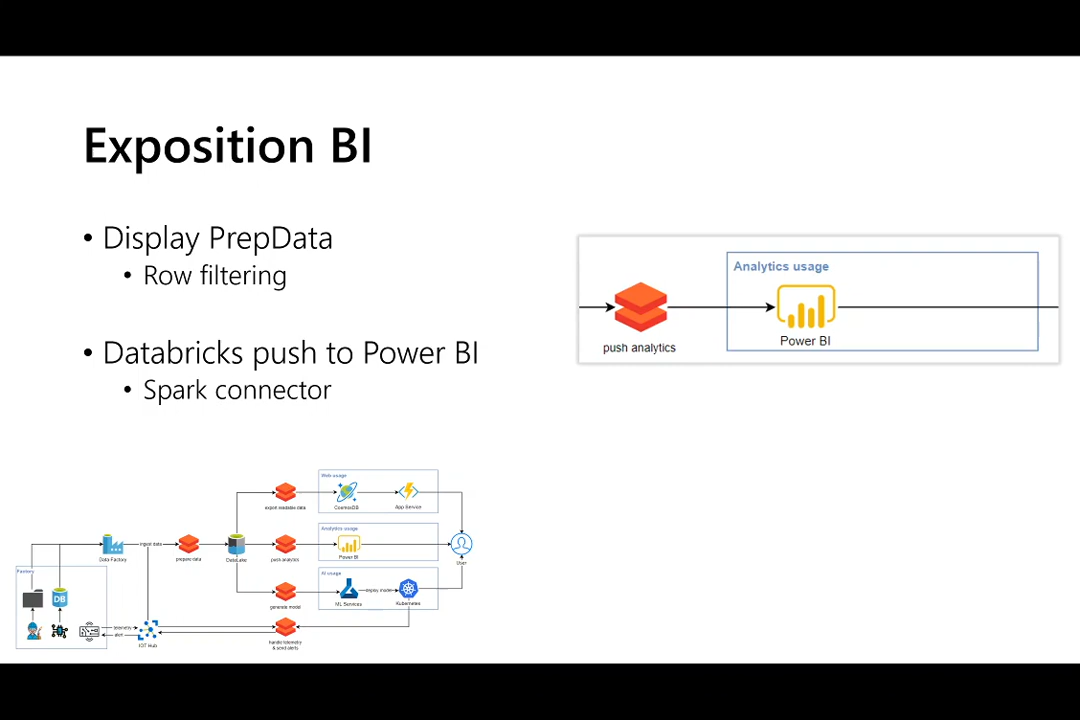 Exposition BI
• Display PrepData
• Row filtering
• Databricks push to Power BI
• Spark connector
Analytics usage
push analytics
Power BI
Web usage
export readable data
CosmosDB
App Service
Analytics usage
Data Factory
ingest data
prepare data
DataLake
push analytics
Power BI
User
Factory
AI usage
DB
generate model
ML Services
deploy model
Kubernetes
telemetry
alert
IOT Hub
handle telemetry
& send alerts